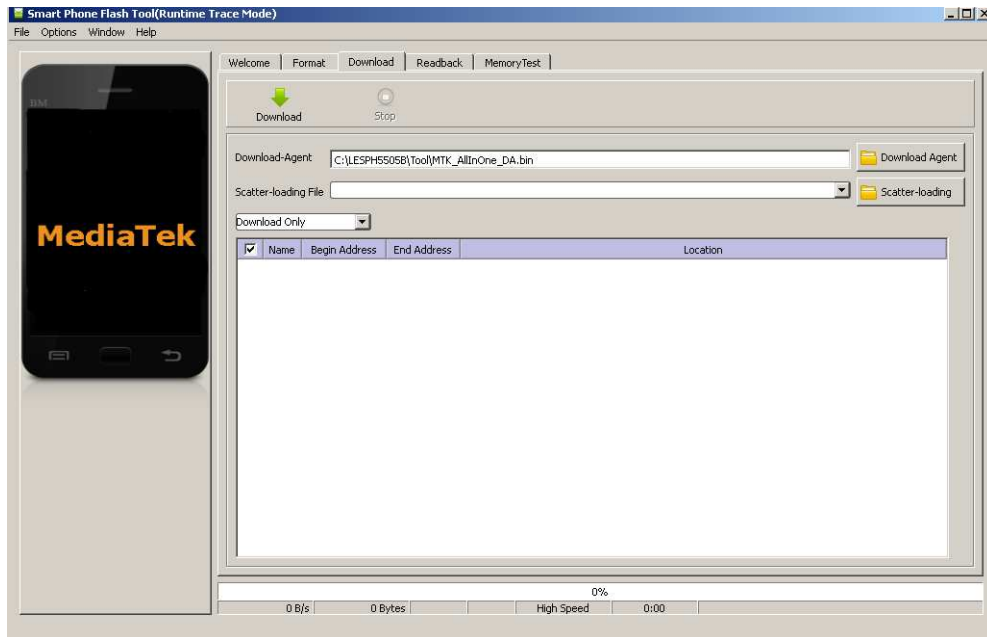 Smart Phone Flash Tool(Runtime Trace Mode)
File Options Window Help
BM
MediaTek
Welcome Format Download Readback MemoryTest
Download Stop
Download-Agent C:\LESPH5505B\Tool\MTK_AllInOne_DA.bin Download Agent
Scatter-loading File Scatter-loading
Download Only
Name Begin Address End Address Location
0%
0 B/s 0 Bytes High Speed 0:00